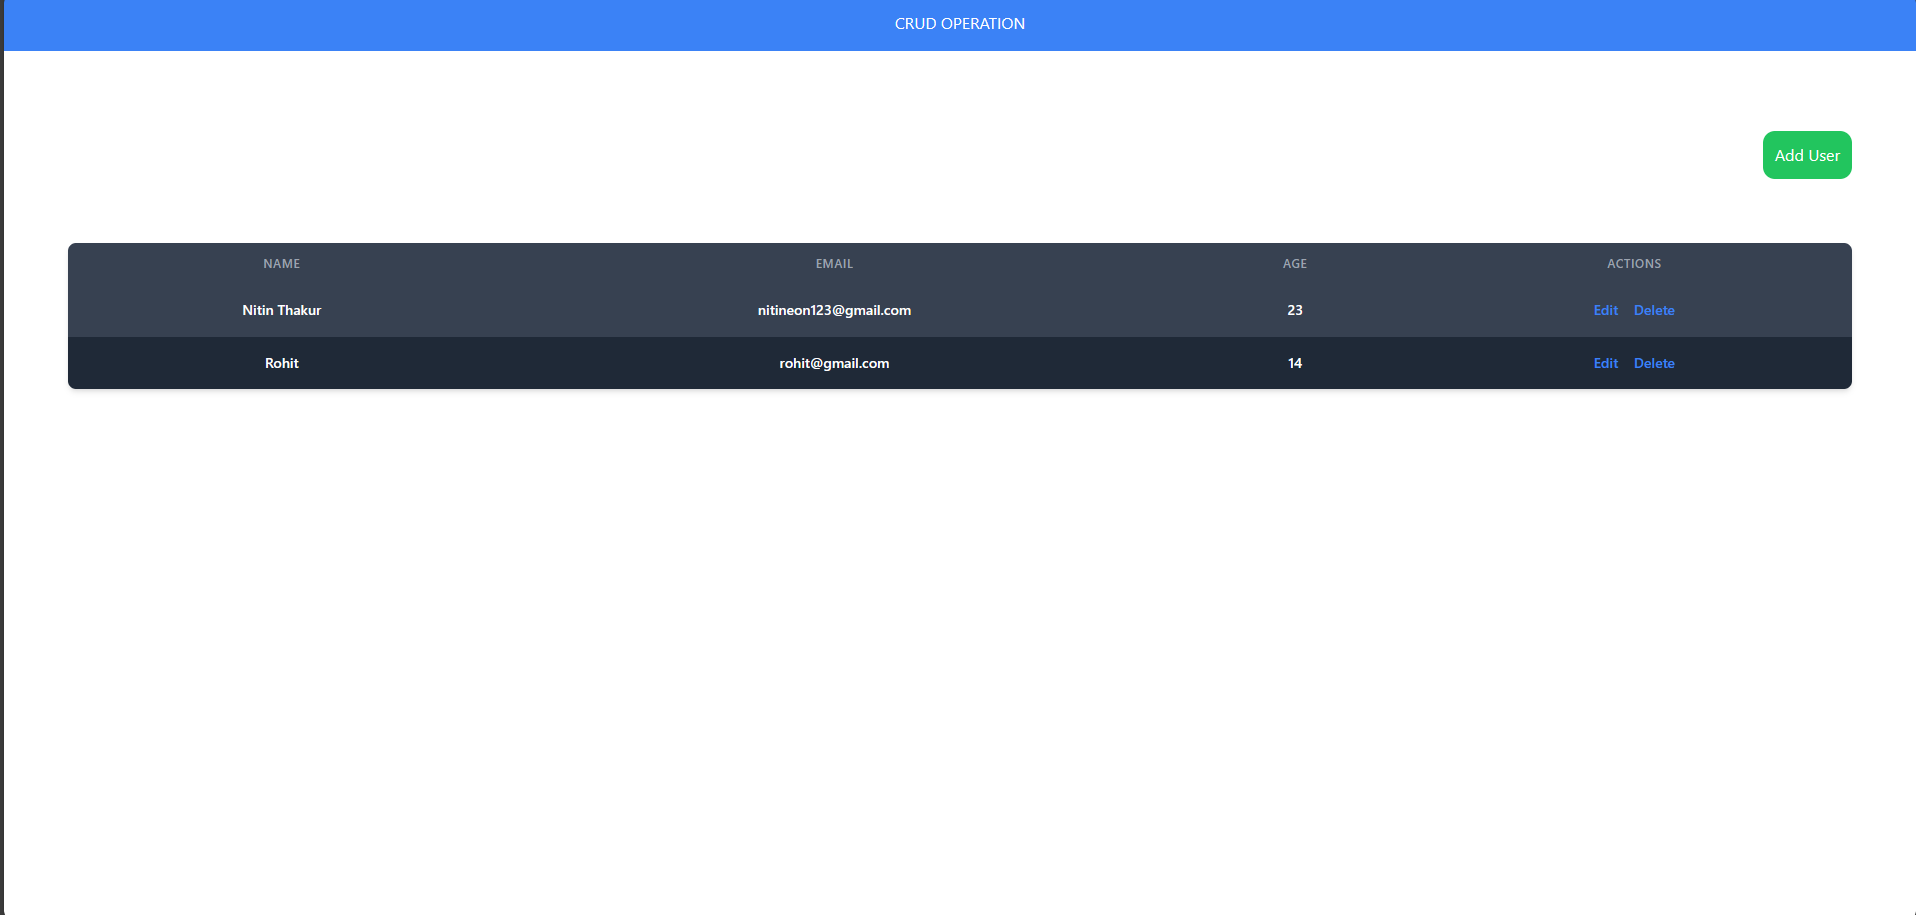 CRUD OPERATION
Add User
NAME EMAIL AGE ACTIONS
Nitin Thakur nitineon123@gmail.com 23 Edit Delete
Rohit rohit@gmail.com 14 Edit Delete